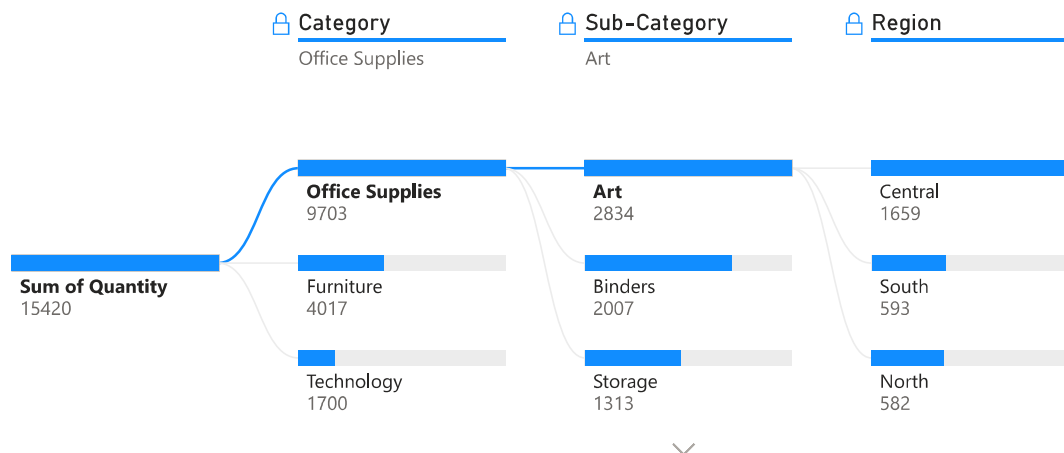 Category
Sub-Category
Region
Office Supplies
Art
Office Supplies
9703
Art
2834
Central
1659
Sum of Quantity
15420
Furniture
4017
Binders
2007
South
593
Technology
1700
Storage
1313
North
582